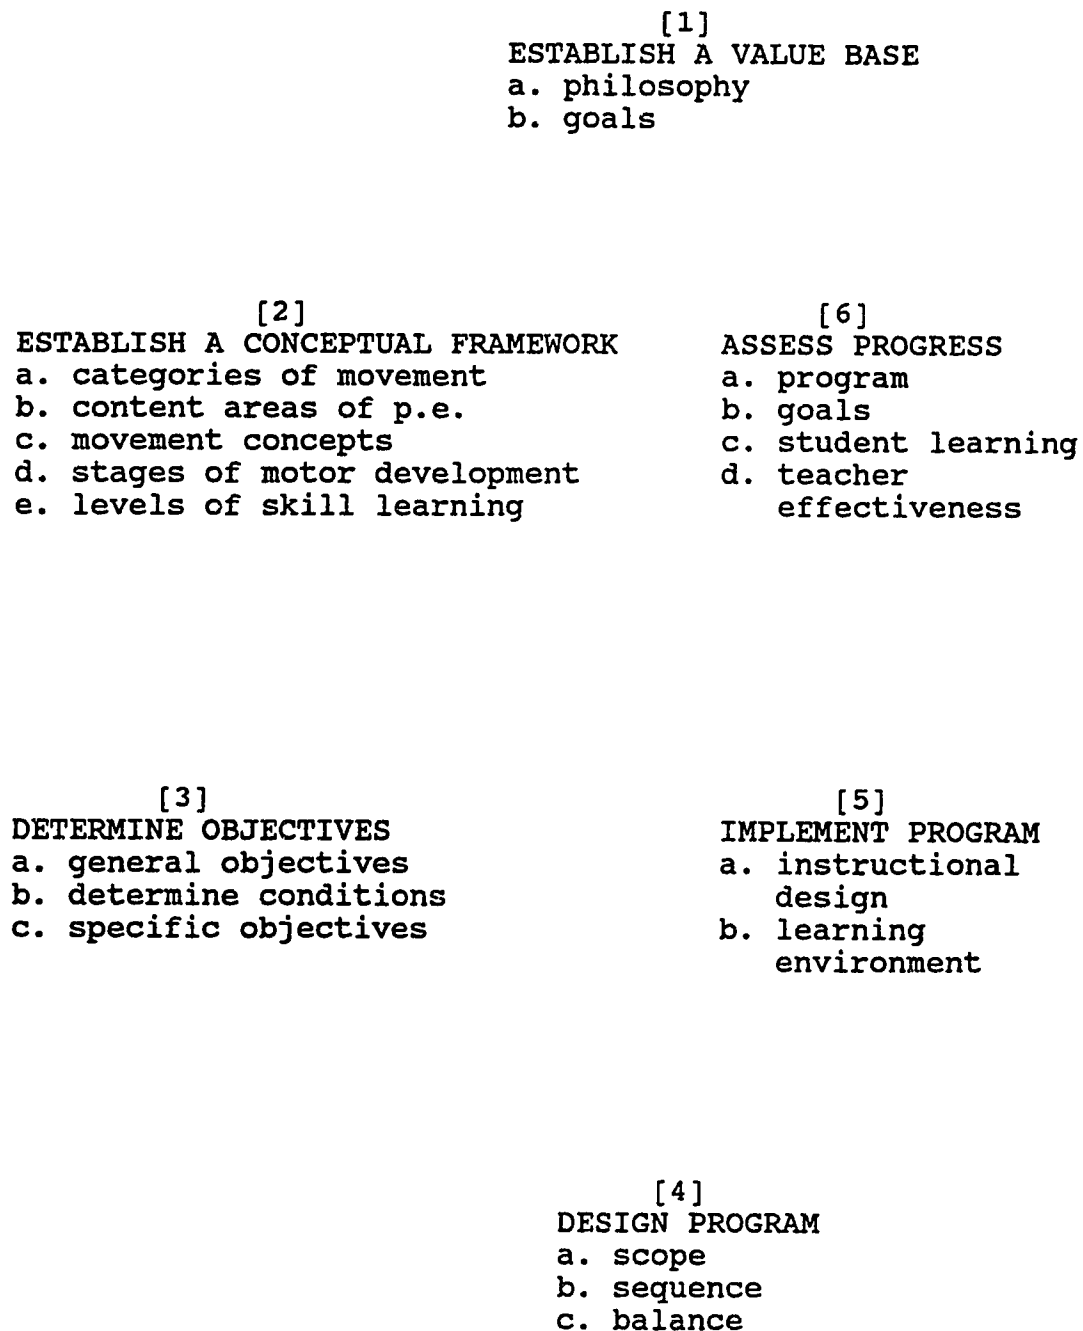 [1]
ESTABLISH A VALUE BASE
a. philosophy
b. goals
[2]
ESTABLISH A CONCEPTUAL FRAMEWORK
a. categories of movement
b. content areas of p.e.
c. movement concepts
d. stages of motor development
e. levels of skill learning
[6]
ASSESS PROGRESS
a. program
b. goals
c. student learning
d. teacher
effectiveness
[3]
DETERMINE OBJECTIVES
a. general objectives
b. determine conditions
c. specific objectives
[5]
IMPLEMENT PROGRAM
a. instructional
design
b. learning
environment
[4]
DESIGN PROGRAM
a. scope
b. sequence
c. balance